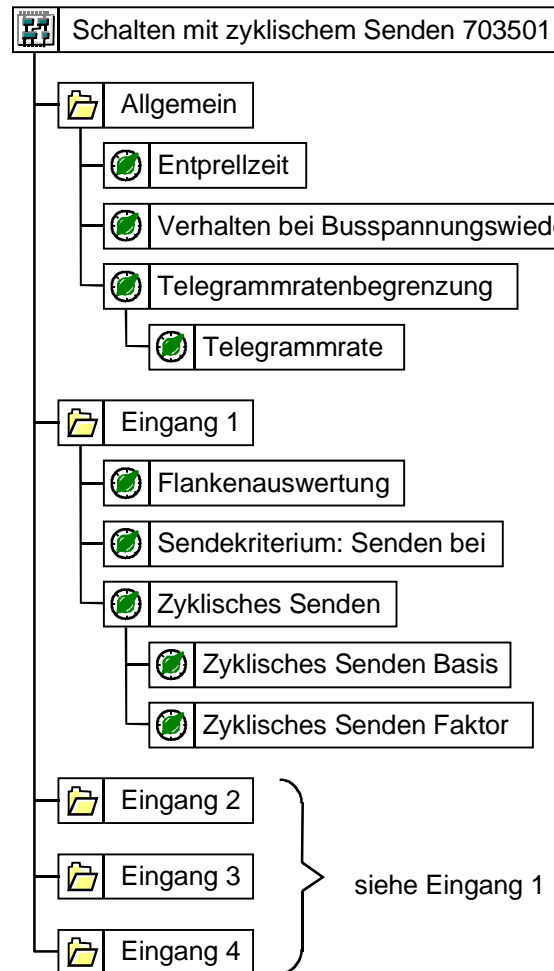 Schalten mit zyklischem Senden 703501
Allgemein
Entprellzeit
Verhalten bei
Telegrammratenbegrenzung
Telegrammrate
Eingang 1
Flankenauswertung
Sendekriterium: Senden bei
Zyklisches Senden
Zyklisches Senden Basis
Zyklisches Senden Faktor
Eingang 2
Eingang 3
siehe Eingang 1
Eingang 4